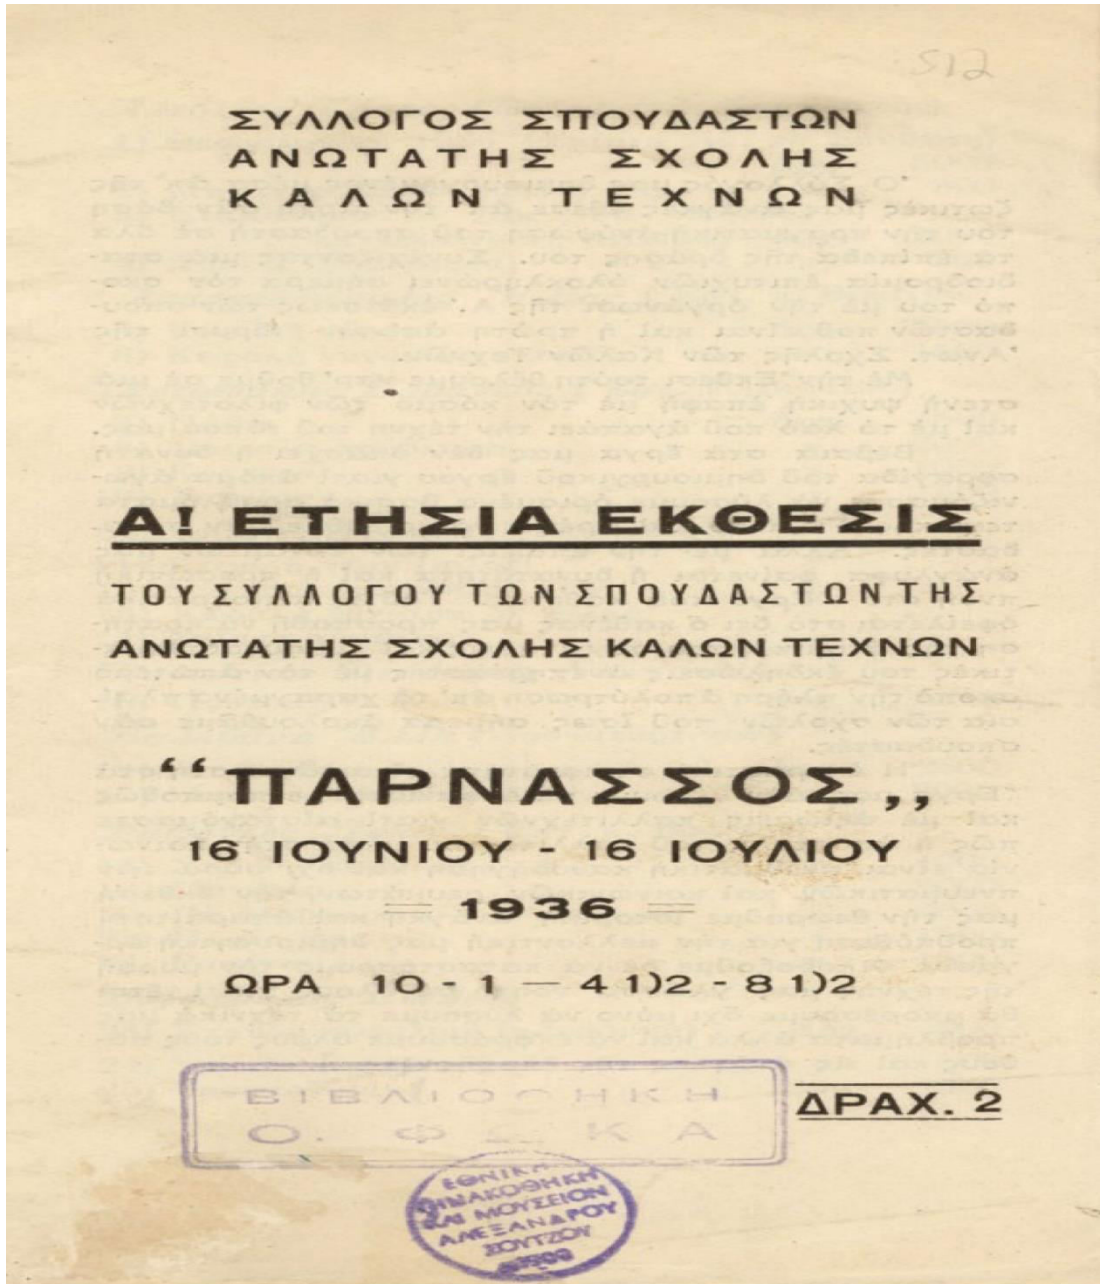 512
ΣΥΛΛΟΓΟΣ ΣΠΟΥΔΑΣΤΩΝ
ΑΝΩΤΑΤΗΣ ΣΧΟΛΗΣ
ΚΑΛΩΝ ΤΕΧΝΩΝ
Α! ΕΤΗΣΙΑ ΕΚΘΕΣΙΣ
ΤΟΥ ΣΥΛΛΟΓΟΥ ΤΩΝ ΣΠΟΥΔΑΣΤΩΝ ΤΗΣ
ΑΝΩΤΑΤΗΣ ΣΧΟΛΗΣ ΚΑΛΩΝ ΤΕΧΝΩΝ
“ΠΑΡΝΑΣΣΟΣ„
16 ΙΟΥΝΙΟΥ - 16 ΙΟΥΛΙΟΥ
1936
ΩΡΑ 10 - 1 — 4 1)2 - 8 1)2
ΒΙΒΛΙΟΘΗΚΗ
ΔΡΑΧ. 2
ΕΘΝΙΚΗ
ΠΙΝΑΚΟΘΗΚΗ
ΚΑΙ ΜΟΥΣΕΙΟΝ
ΑΛΕΞΑΝΔΡΟΥ
ΣΟΥΤΖΟΥ